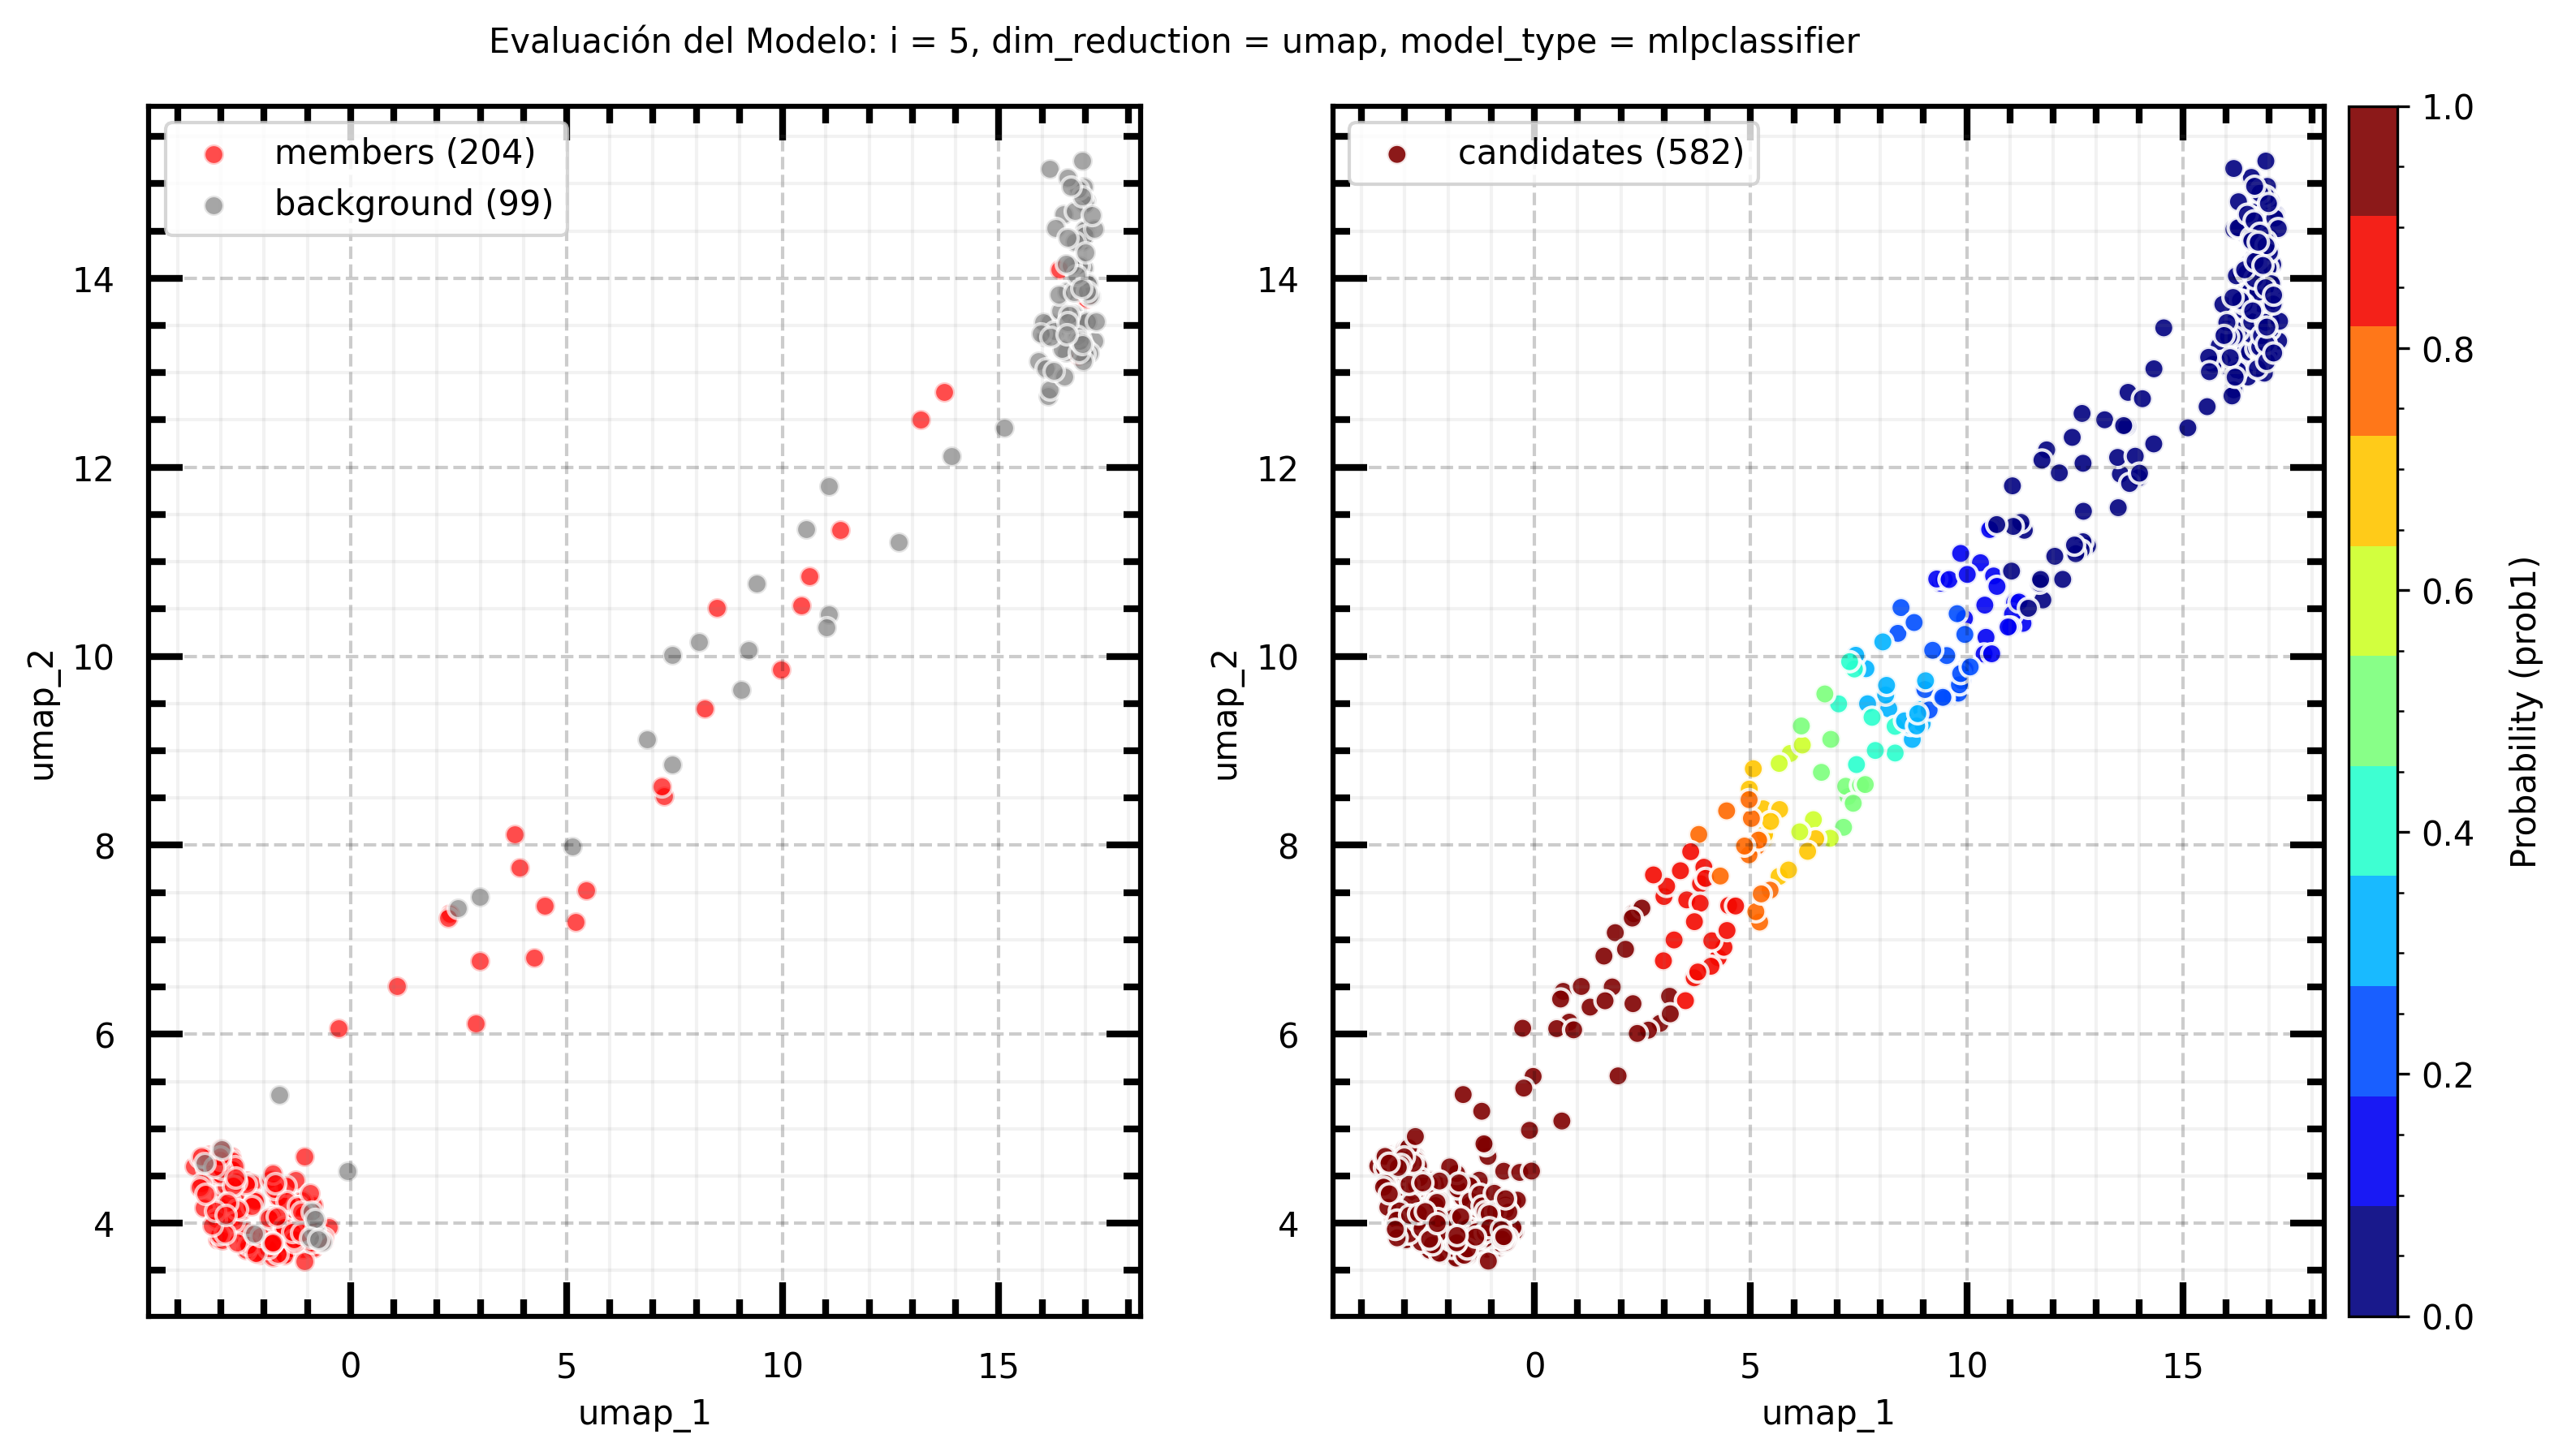 Evaluación del Modelo: i = 5, dim_reduction = umap, model_type = mlpclassifier
members (204)
background (99)
14
12
10
8
6
4
umap_2
0
5
10
15
umap_1
candidates (582)
14
12
10
8
6
4
umap_2
0
5
10
15
umap_1
1.0
0.8
0.6
0.4
0.2
0.0
Probability (prob1)